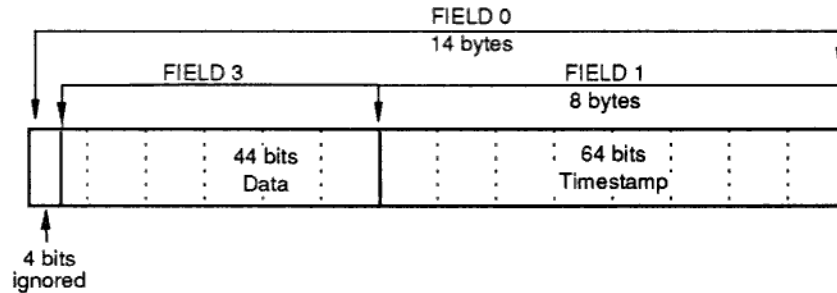 FIELD 0
14 bytes
FIELD 3
FIELD 1
8 bytes
44 bits
Data
64 bits
Timestamp
4 bits
ignored